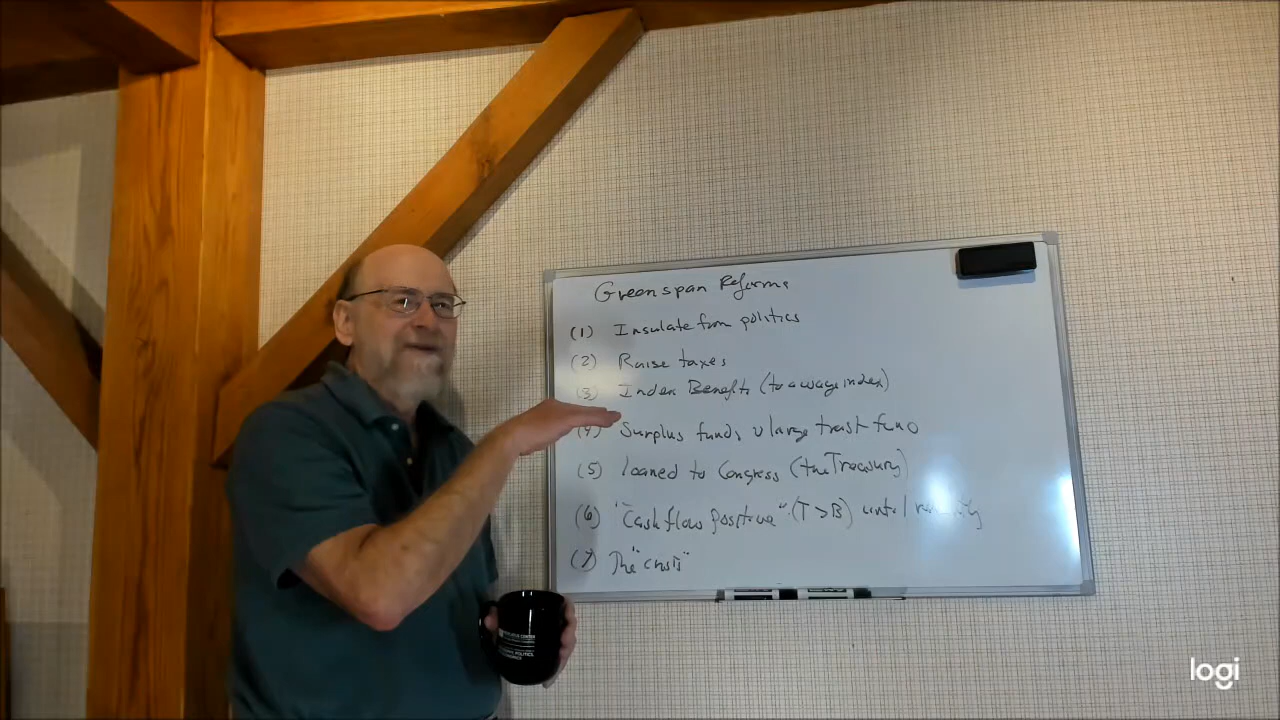 Greenspan Reforms
(1) Insulate from politics
(2) Raise taxes
(3) Index Benefits (to a wage index)
(4) Surplus funds v large trust fund
(5) loaned to Congress (the Treasury)
(6) "Cash flow positive" (T > B) until
(7) The "crisis"
logi